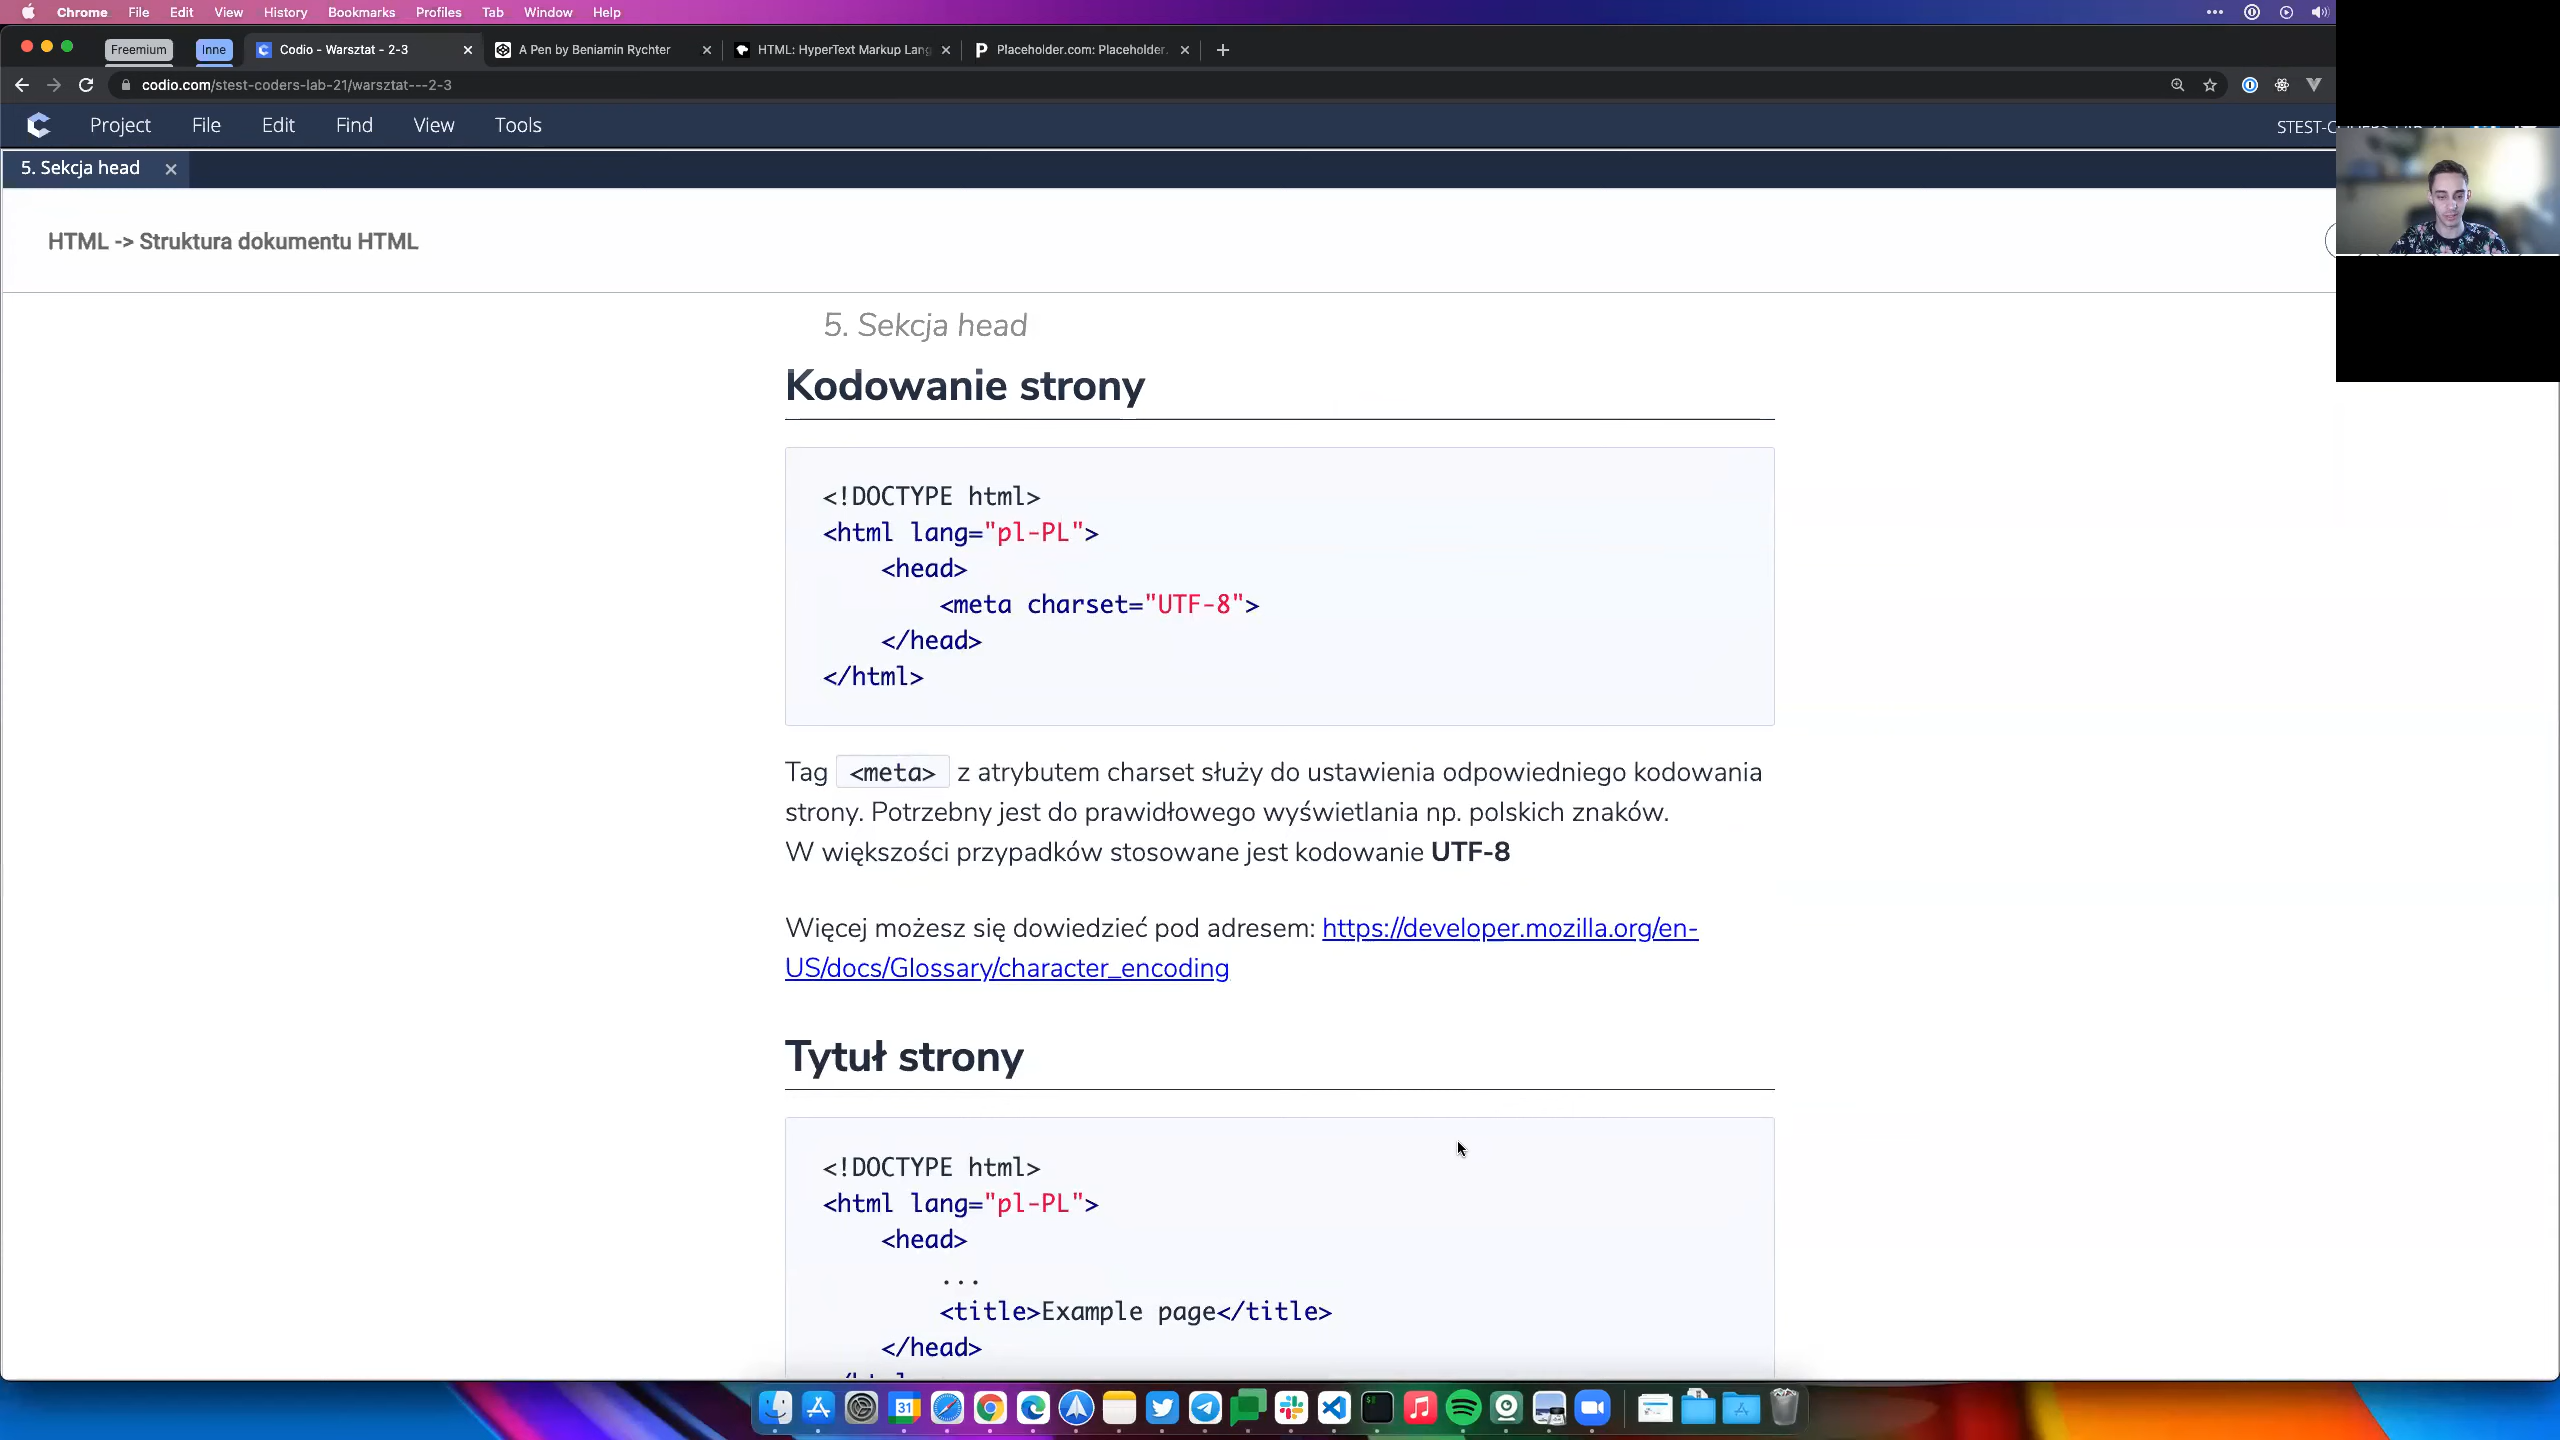 Chrome File Edit View History Bookmarks Profiles Tab Window Help
Freemium Inne Codio - Warsztat - 2-3 A Pen by Beniamin Rychter HTML: HyperText Markup Lang Placeholder.com: Placeholder.
codio.com/stest-coders-lab-21/warsztat---2-3
Project File Edit Find View Tools STEST-C
5. Sekcja head
HTML -> Struktura dokumentu HTML
5. Sekcja head
Kodowanie strony
<!DOCTYPE html>
<html lang="pl-PL">
<head>
<meta charset="UTF-8">
</head>
</html>
Tag <meta> z atrybutem charset służy do ustawienia odpowiedniego kodowania
strony. Potrzebny jest do prawidłowego wyświetlania np. polskich znaków.
W większości przypadków stosowane jest kodowanie UTF-8
Więcej możesz się dowiedzieć pod adresem: https://developer.mozilla.org/en-
US/docs/Glossary/character_encoding
Tytuł strony
<!DOCTYPE html>
<html lang="pl-PL">
<head>
...
<title>Example page</title>
</head>
31